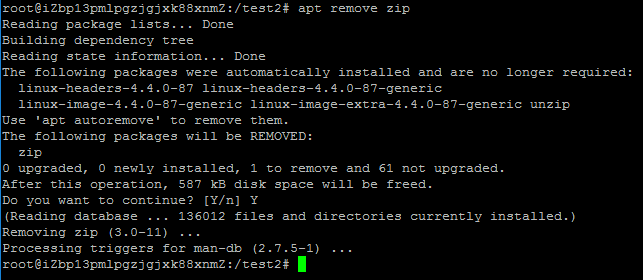 root@iZbp13pmlpgzjgjxk88xnmZ:/test2# apt remove zip
Reading package lists... Done
Building dependency tree
Reading state information... Done
The following packages were automatically installed and are no longer required:
  linux-headers-4.4.0-87 linux-headers-4.4.0-87-generic
  linux-image-4.4.0-87-generic linux-image-extra-4.4.0-87-generic unzip
Use 'apt autoremove' to remove them.
The following packages will be REMOVED:
  zip
0 upgraded, 0 newly installed, 1 to remove and 61 not upgraded.
After this operation, 587 kB disk space will be freed.
Do you want to continue? [Y/n] Y
(Reading database ... 136012 files and directories currently installed.)
Removing zip (3.0-11) ...
Processing triggers for man-db (2.7.5-1) ...
root@iZbp13pmlpgzjgjxk88xnmZ:/test2#